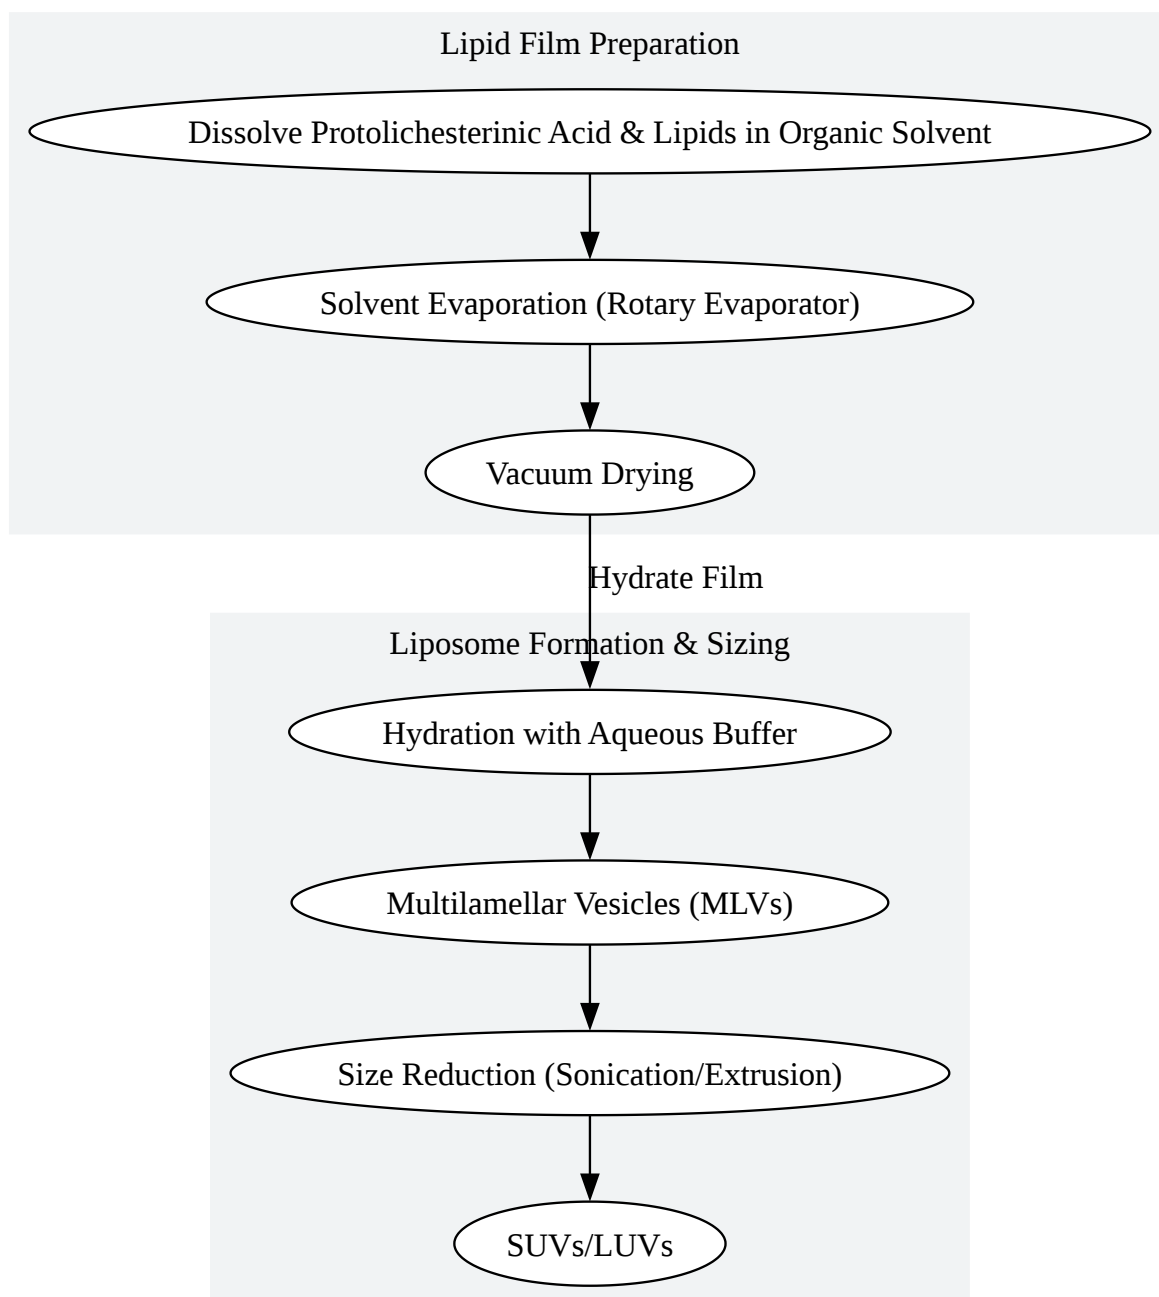 Lipid Film Preparation
Dissolve Protolichesterinic Acid & Lipids in Organic Solvent
Solvent Evaporation (Rotary Evaporator)
Vacuum Drying
Hydrate Film
Liposome Formation & Sizing
Hydration with Aqueous Buffer
Multilamellar Vesicles (MLVs)
Size Reduction (Sonication/Extrusion)
SUVs/LUVs